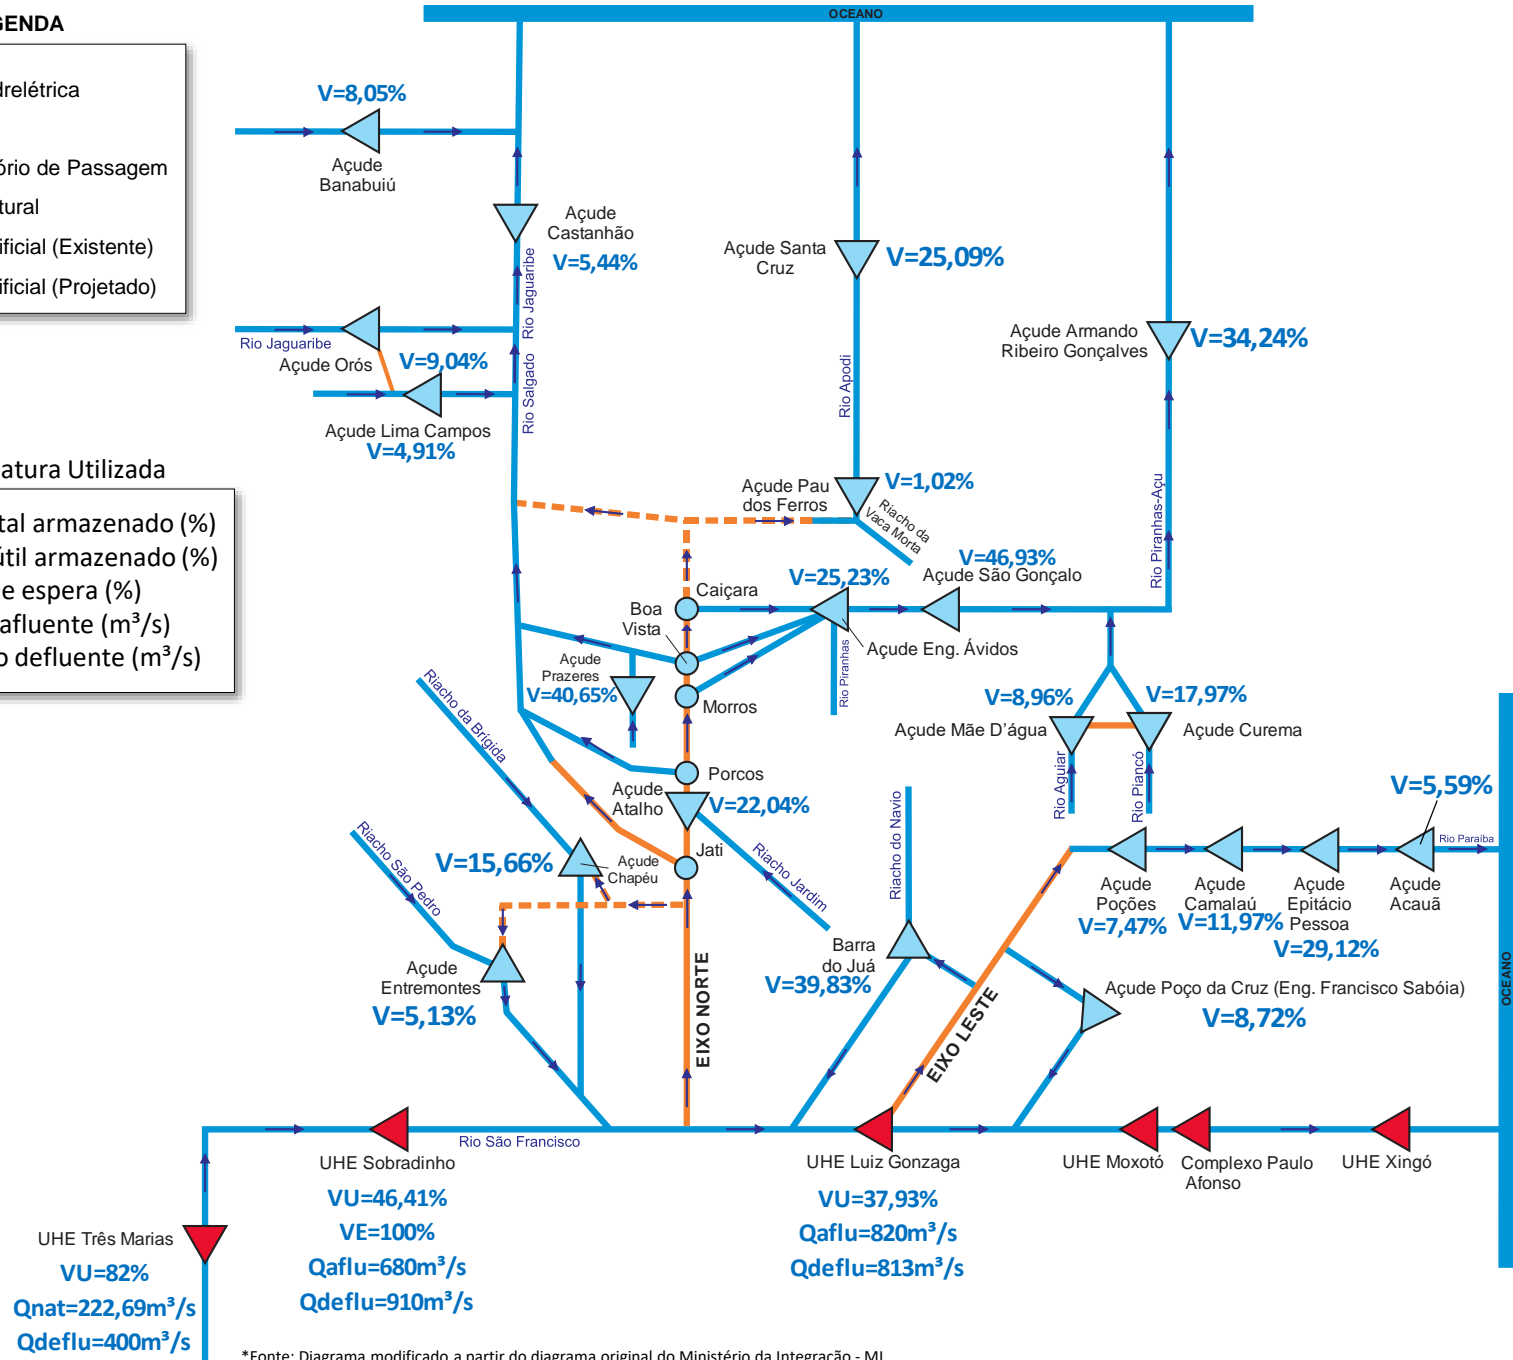 OCEANO
GENDA
drelétrica
ório de Passagem
tural
ificial (Existente)
ificial (Projetado)
V=8,05%
Açude
Banabuiú
Açude
Castanhão
V=5,44%
Rio Jaguaribe
Açude Santa
Cruz
V=25,09%
Açude Armando
Ribeiro Gonçalves
V=34,24%
Rio Jaguaribe
Açude Orós
V=9,04%
Rio Salgado
Rio Apodi
Açude Lima Campos
V=4,91%
atura Utilizada
tal armazenado (%)
útil armazenado (%)
e espera (%)
afluente (m³/s)
o defluente (m³/s)
Açude Pau
dos Ferros
V=1,02%
Riacho da
Vaca Morta
Rio Piranhas-Açu
V=46,93%
Açude São Gonçalo
V=25,23%
Caiçara
Boa
Vista
Açude Eng. Ávidos
Rio Piranhas
Açude
Prazeres
V=40,65%
Morros
V=8,96%
Açude Mãe D'água
V=17,97%
Açude Curema
Rio Aguiar
Rio Piancó
Riacho da Brígida
Porcos
Açude
Atalho
V=22,04%
Riacho do Navio
V=5,59%
Rio Paraíba
Riacho São Pedro
V=15,66%
Açude
Chapéu
Jati
Riacho Jardim
Açude
Poções
V=7,47%
Açude
Camalaú
V=11,97%
Açude
Epitácio
Pessoa
V=29,12%
Açude
Acauã
Açude
Entremontes
V=5,13%
EIXO NORTE
Barra
do Juá
V=39,83%
EIXO LESTE
Açude Poço da Cruz (Eng. Francisco Sabóia)
V=8,72%
OCEANO
Rio São Francisco
UHE Sobradinho
VU=46,41%
VE=100%
Qaflu=680m³/s
Qdeflu=910m³/s
UHE Luiz Gonzaga
VU=37,93%
Qaflu=820m³/s
Qdeflu=813m³/s
UHE Moxotó
Complexo Paulo
Afonso
UHE Xingó
UHE Três Marias
VU=82%
Qnat=222,69m³/s
Qdeflu=400m³/s
*Fonte: Diagrama modificado a partir do diagrama original do Ministério da Integração - MI